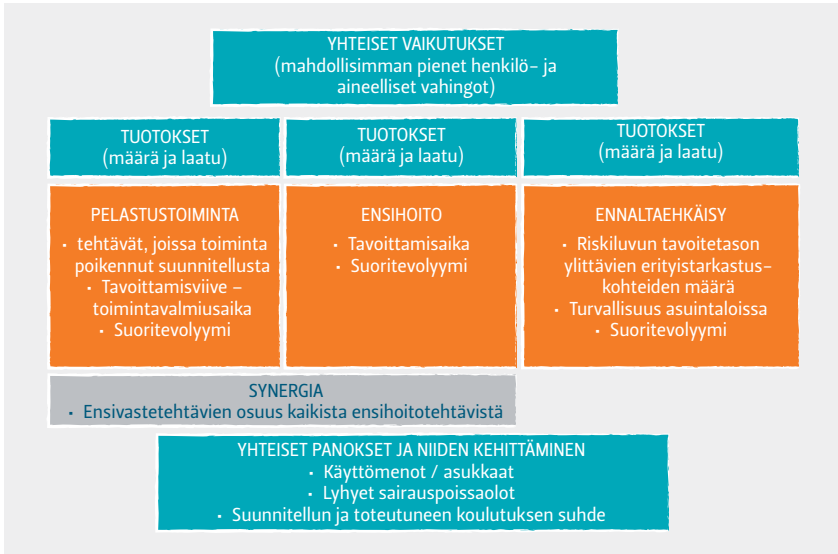 YHTEISET VAIKUTUKSET
(mahdollisimman pienet henkilö- ja
aineelliset vahingot)
TUOTOKSET
(määrä ja laatu)
TUOTOKSET
(määrä ja laatu)
TUOTOKSET
(määrä ja laatu)
PELASTUSTOIMINTA
· tehtävät, joissa toiminta
poikennut suunnitellusta
· Tavoittamisviive –
toimintavalmiusaika
· Suoritevolyymi
ENSIHOITO
· Tavoittamisaika
· Suoritevolyymi
ENNALTAEHKÄISY
· Riskiluvun tavoitetason
ylittävien erityistarkastus-
kohteiden määrä
· Turvallisuus asuintaloissa
· Suoritevolyymi
SYNERGIA
· Ensivastetehtävien osuus kaikista ensihoitotehtävistä
YHTEISET PANOKSET JA NIIDEN KEHITTÄMINEN
· Käyttömenot / asukkaat
· Lyhyet sairauspoissaolot
· Suunnitellun ja toteutuneen koulutuksen suhde